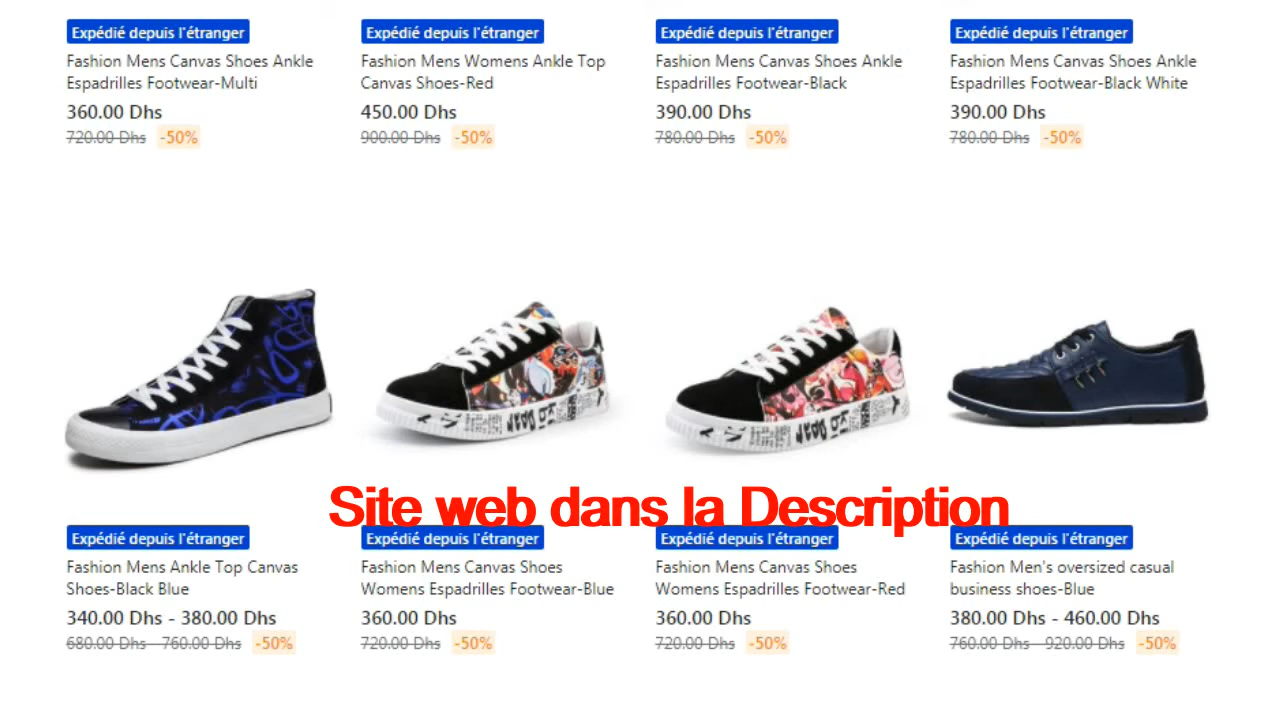 Expédié depuis l'étranger
Fashion Mens Canvas Shoes Ankle
Espadrilles Footwear-Multi
360.00 Dhs
720.00 Dhs -50%
Expédié depuis l'étranger
Fashion Mens Womens Ankle Top
Canvas Shoes-Red
450.00 Dhs
900.00 Dhs -50%
Expédié depuis l'étranger
Fashion Mens Canvas Shoes Ankle
Espadrilles Footwear-Black
390.00 Dhs
780.00 Dhs -50%
Expédié depuis l'étranger
Fashion Mens Canvas Shoes Ankle
Espadrilles Footwear-Black White
390.00 Dhs
780.00 Dhs -50%
Site web dans la Description
Expédié depuis l'étranger
Fashion Mens Ankle Top Canvas
Shoes-Black Blue
340.00 Dhs - 380.00 Dhs
680.00 Dhs - 760.00 Dhs -50%
Expédié depuis l'étranger
Fashion Mens Canvas Shoes
Womens Espadrilles Footwear-Blue
360.00 Dhs
720.00 Dhs -50%
Expédié depuis l'étranger
Fashion Mens Canvas Shoes
Womens Espadrilles Footwear-Red
360.00 Dhs
720.00 Dhs -50%
Expédié depuis l'étranger
Fashion Men's oversized casual
business shoes-Blue
380.00 Dhs - 460.00 Dhs
760.00 Dhs - 920.00 Dhs -50%